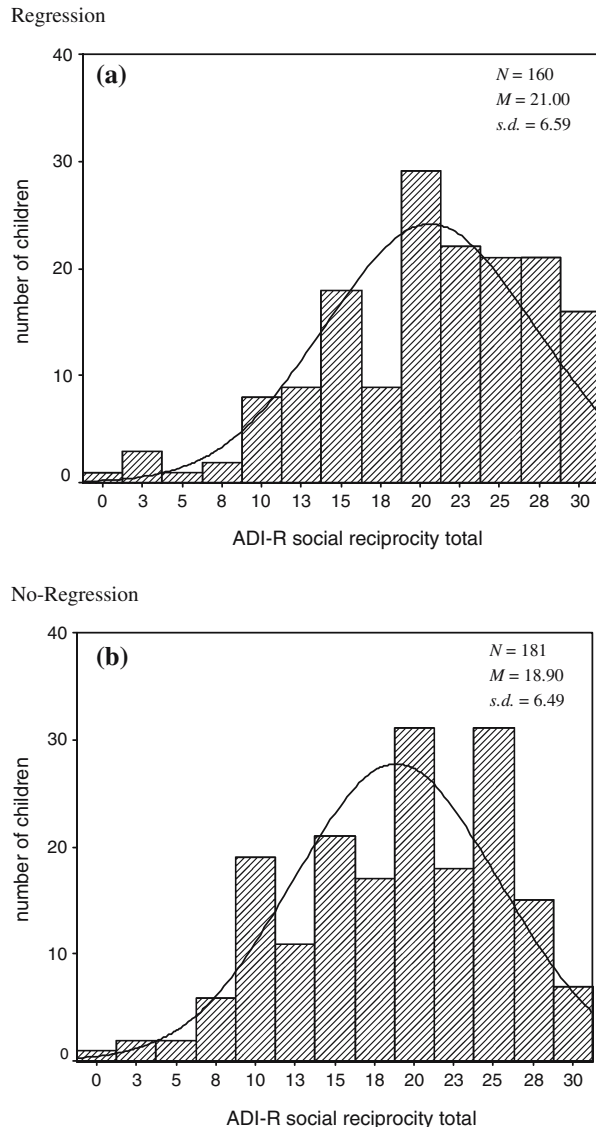 Regression
(a)
N = 160
M = 21.00
s.d. = 6.59
number of children
40
30
20
10
0
0 3 5 8 10 13 15 18 20 23 25 28 30
ADI-R social reciprocity total
No-Regression
(b)
N = 181
M = 18.90
s.d. = 6.49
number of children
40
30
20
10
0
0 3 5 8 10 13 15 18 20 23 25 28 30
ADI-R social reciprocity total